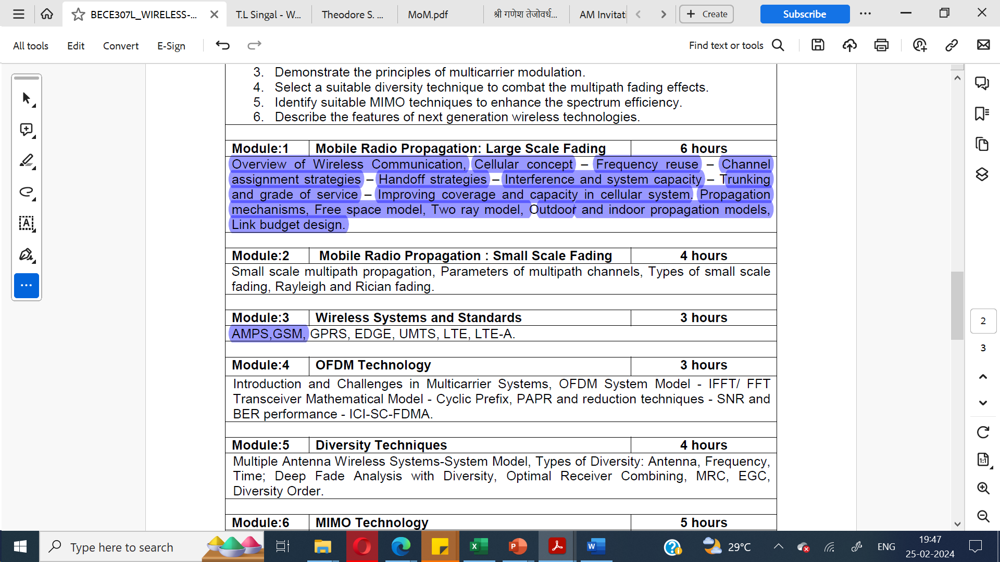 BECE307L_WIRELESS-...
T.L Singal - W...
Theodore S. ...
MoM.pdf
श्री गणेश तेजोवर्ध...
AM Invitati
Create
Subscribe
All tools
Edit
Convert
E-Sign
Find text or tools
3. Demonstrate the principles of multicarrier modulation.
4. Select a suitable diversity technique to combat the multipath fading effects.
5. Identify suitable MIMO techniques to enhance the spectrum efficiency.
6. Describe the features of next generation wireless technologies.
Module:1 Mobile Radio Propagation: Large Scale Fading 6 hours
Overview of Wireless Communication, Cellular concept – Frequency reuse – Channel
assignment strategies – Handoff strategies – Interference and system capacity – Trunking
and grade of service – Improving coverage and capacity in cellular system. Propagation
mechanisms, Free space model, Two ray model, Outdoor and indoor propagation models,
Link budget design.
Module:2 Mobile Radio Propagation : Small Scale Fading 4 hours
Small scale multipath propagation, Parameters of multipath channels, Types of small scale
fading, Rayleigh and Rician fading.
Module:3 Wireless Systems and Standards 3 hours
AMPS,GSM, GPRS, EDGE, UMTS, LTE, LTE-A.
Module:4 OFDM Technology 3 hours
Introduction and Challenges in Multicarrier Systems, OFDM System Model - IFFT/ FFT
Transceiver Mathematical Model - Cyclic Prefix, PAPR and reduction techniques - SNR and
BER performance - ICI-SC-FDMA.
Module:5 Diversity Techniques 4 hours
Multiple Antenna Wireless Systems-System Model, Types of Diversity: Antenna, Frequency,
Time; Deep Fade Analysis with Diversity, Optimal Receiver Combining, MRC, EGC,
Diversity Order.
Module:6 MIMO Technology 5 hours
2
3
1:1
Type here to search
29°C
ENG
19:47
25-02-2024